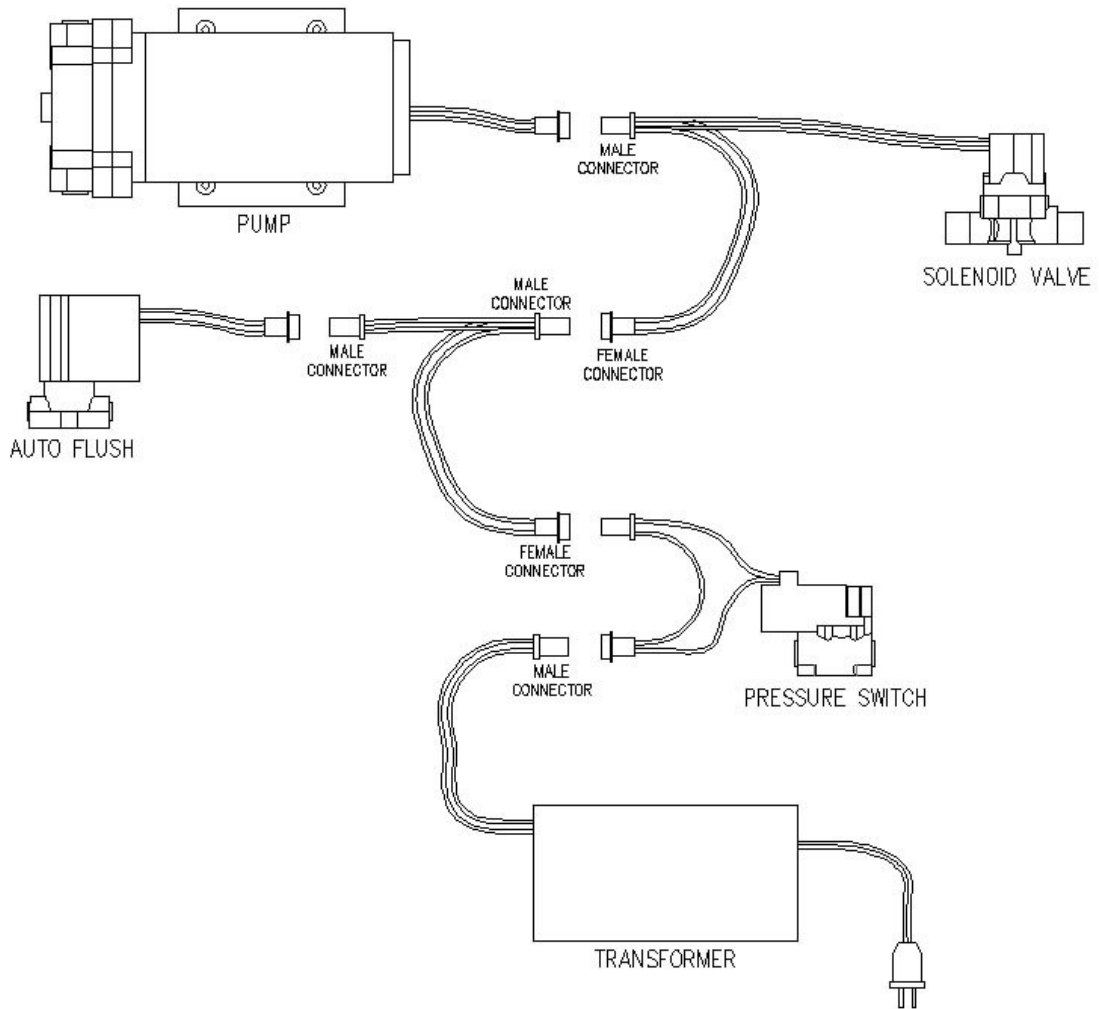 MALE
CONNECTOR
PUMP
SOLENOID VALVE
MALE
CONNECTOR
MALE
CONNECTOR
FEMALE
CONNECTOR
AUTO FLUSH
FEMALE
CONNECTOR
MALE
CONNECTOR
PRESSURE SWITCH
TRANSFORMER